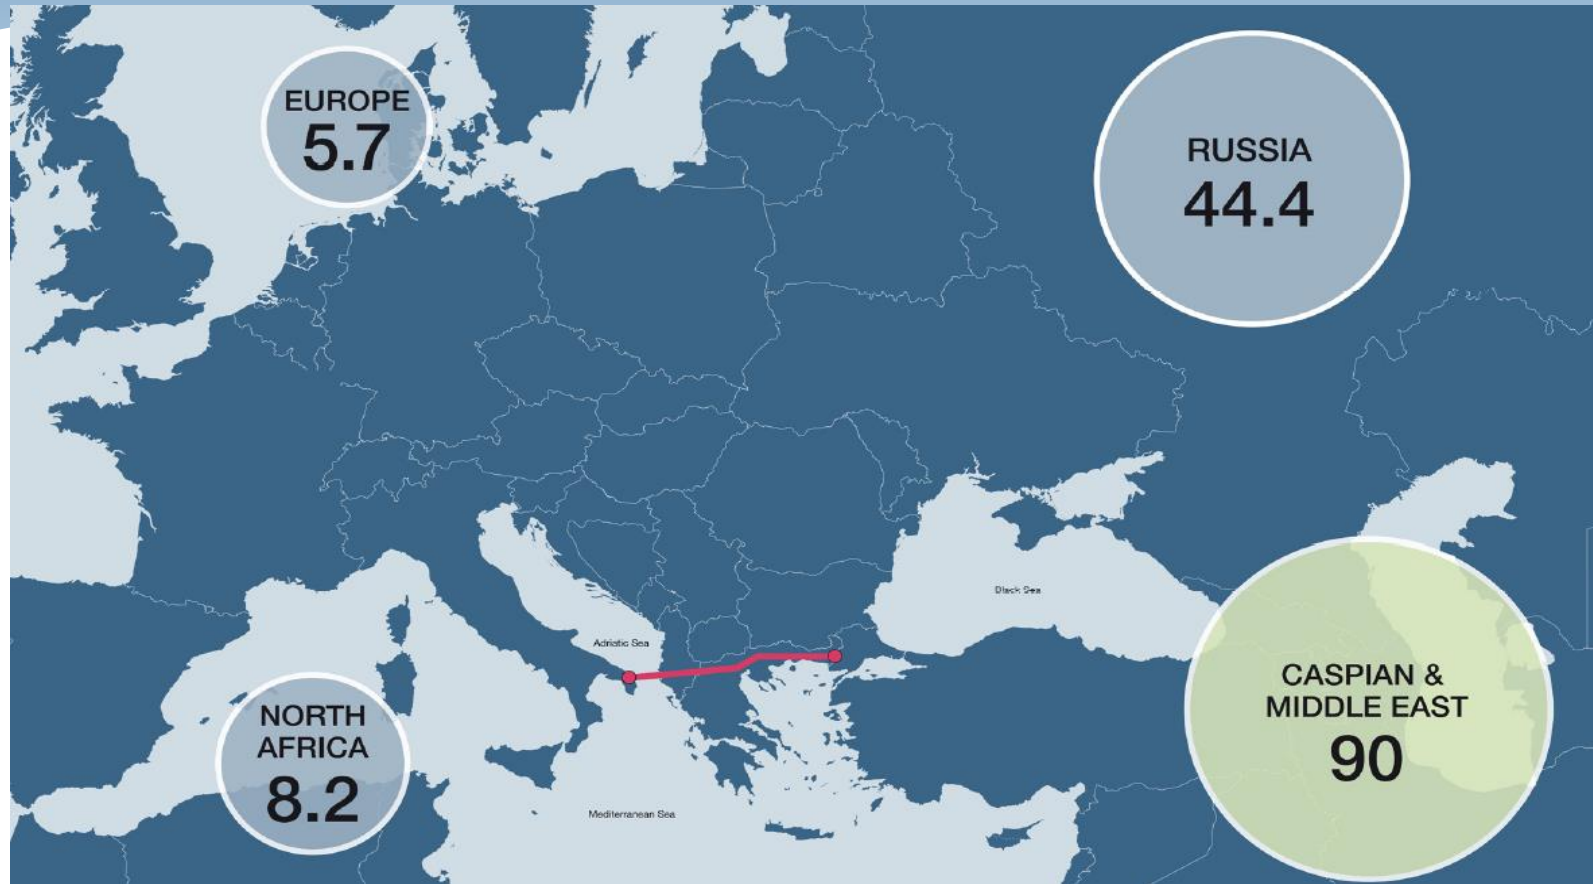 EUROPE
5.7
RUSSIA
44.4
Black Sea
Adriatic Sea
NORTH
AFRICA
8.2
CASPIAN &
MIDDLE EAST
90
Mediterranean Sea